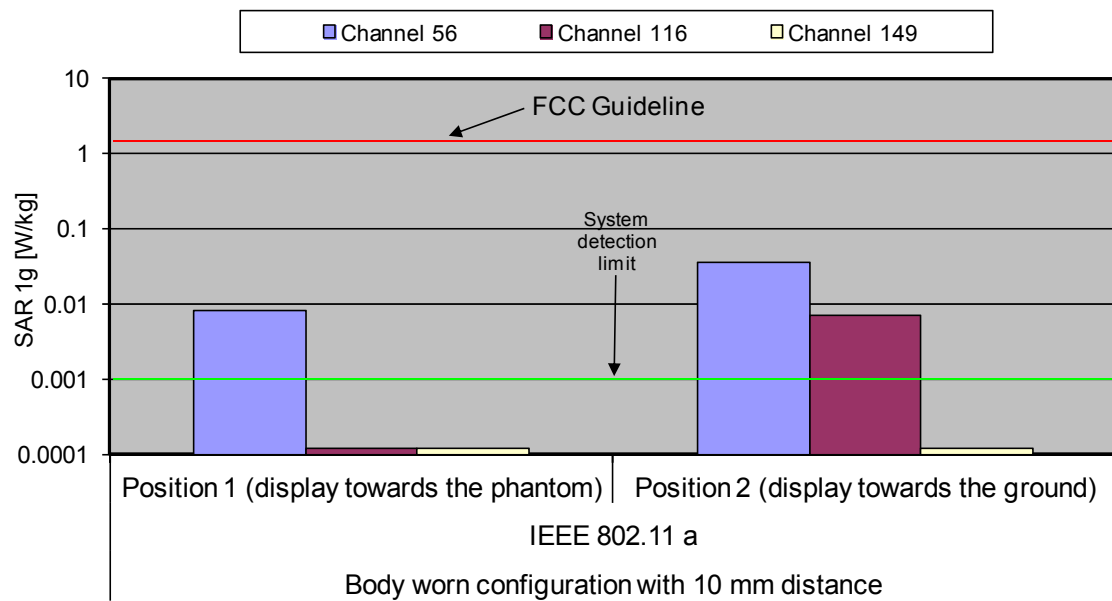 Channel 56 Channel 116 Channel 149
10
FCC Guideline
1
0.1
System
detection
limit
0.01
0.001
0.0001
SAR 1g [W/kg]
Position 1 (display towards the phantom) Position 2 (display towards the ground)
IEEE 802.11 a
Body worn configuration with 10 mm distance